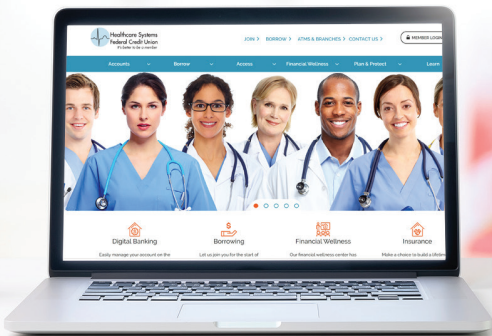 Healthcare Systems
Federal Credit Union
It's better to be a member
JOIN > BORROW > ATMS & BRANCHES > CONTACT US >
MEMBER LOGIN
Accounts Borrow Access Financial Wellness Plan & Protect Learn
Digital Banking Borrowing Financial Wellness Insurance
Easily manage your account on the Let us join you for the start of Our financial wellness center has Make a choice to build a lifetime